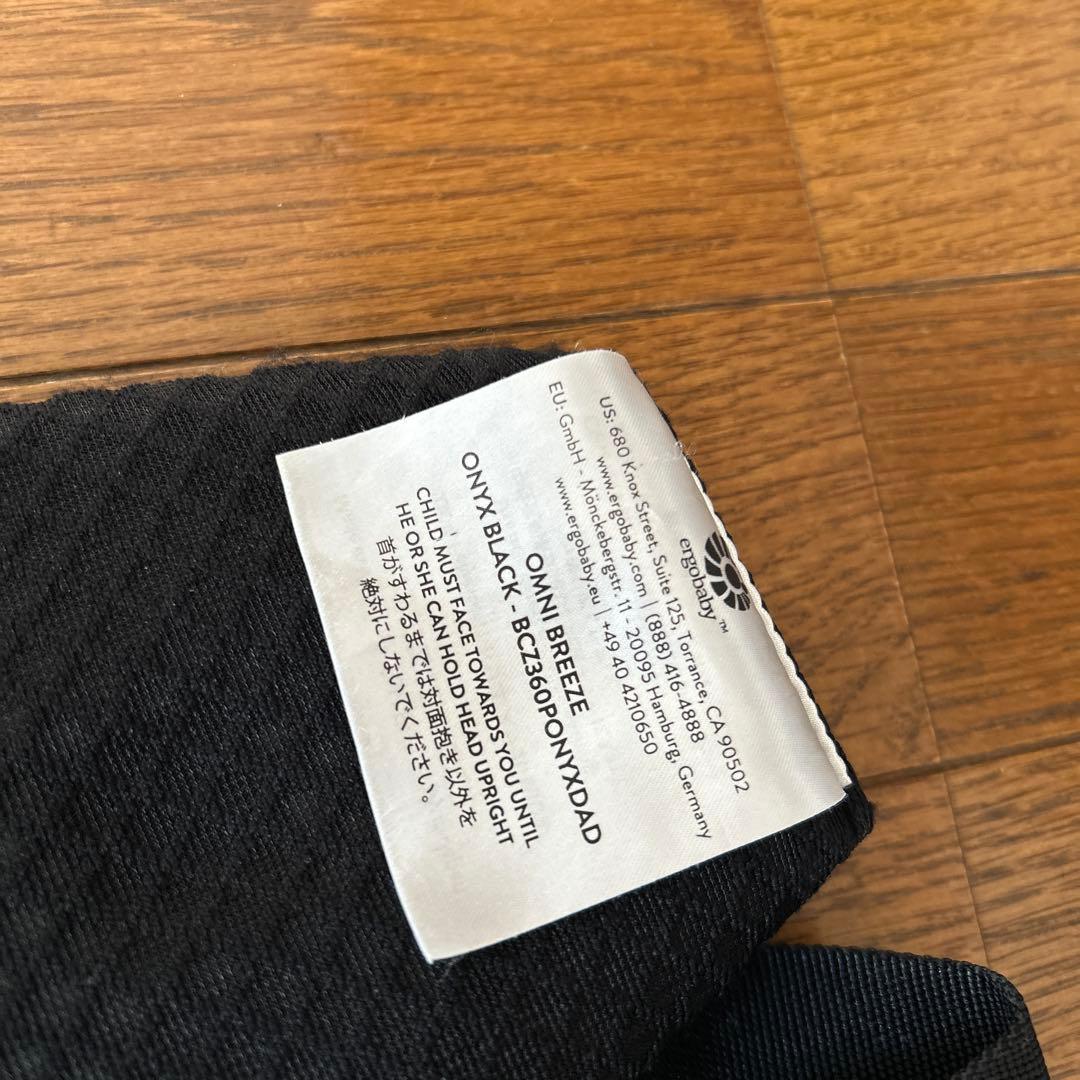 ergobaby™
US: 680 Knox Street, Suite 125, Torrance, CA 90502
www.ergobaby.com | (888) 416-4888
EU: GmbH - Mönckebergstr. 11 - 20095 Hamburg, Germany
www.ergobaby.eu | +49 40 4210650
OMNI BREEZE
ONYX BLACK - BCZ360PONYXDAD
CHILD MUST FACE TOWARDS YOU UNTIL
HE OR SHE CAN HOLD HEAD UPRIGHT
首がすわるまでは対面抱き以外を
絶対にしないでください。